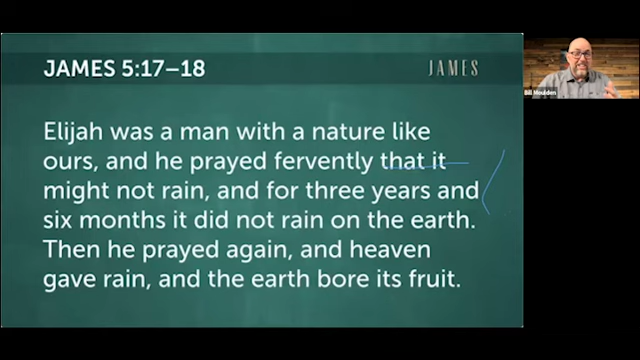 JAMES 5:17–18
JAMES
Elijah was a man with a nature like
ours, and he prayed fervently that it
might not rain, and for three years and
six months it did not rain on the earth.
Then he prayed again, and heaven
gave rain, and the earth bore its fruit.
Bill Moulden